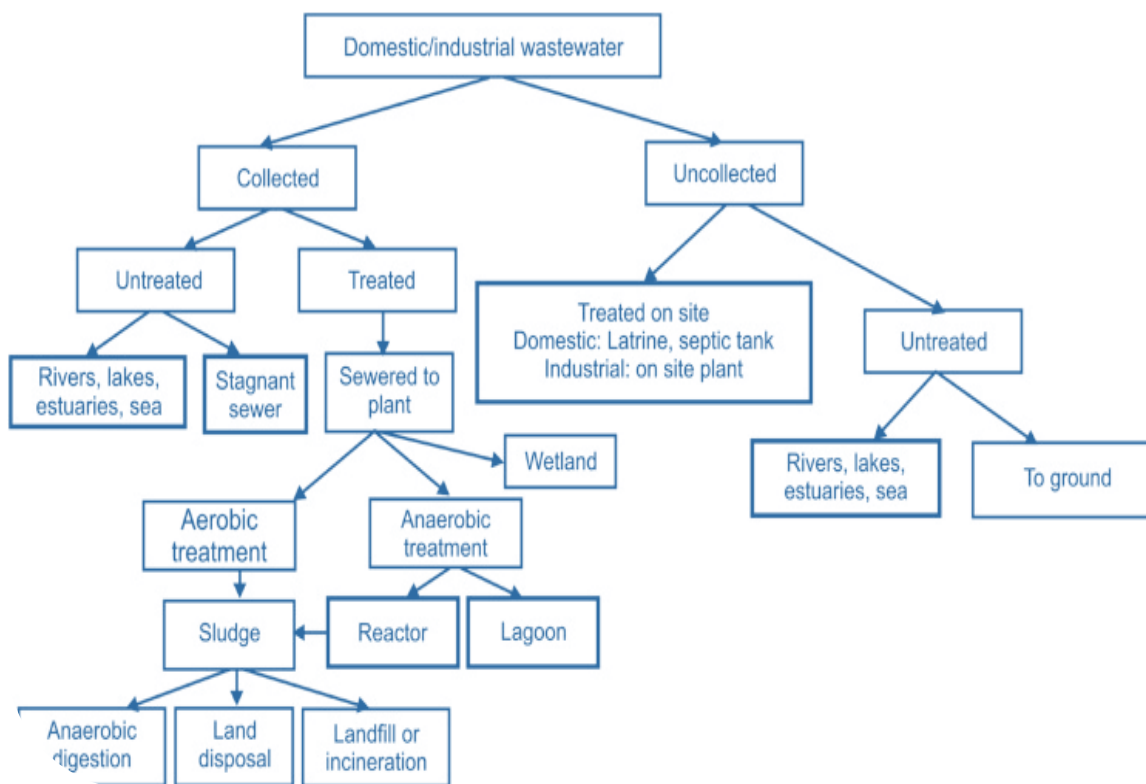 Domestic/industrial wastewater
Collected
Uncollected
Untreated
Treated
Treated on site
Domestic: Latrine, septic tank
Industrial: on site plant
Untreated
Rivers, lakes,
estuaries, sea
Stagnant
sewer
Sewered to
plant
Wetland
Rivers, lakes,
estuaries, sea
To ground
Aerobic
treatment
Anaerobic
treatment
Sludge
Reactor
Lagoon
Anaerobic
digestion
Land
disposal
Landfill or
incineration